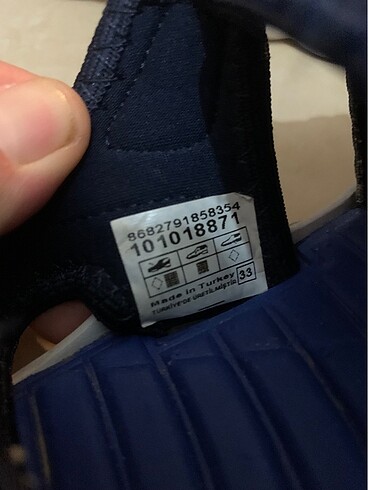 8682791858354
101018871
Made in Turkey 33
TÜRKİYE'DE ÜRETİLMİŞTİR